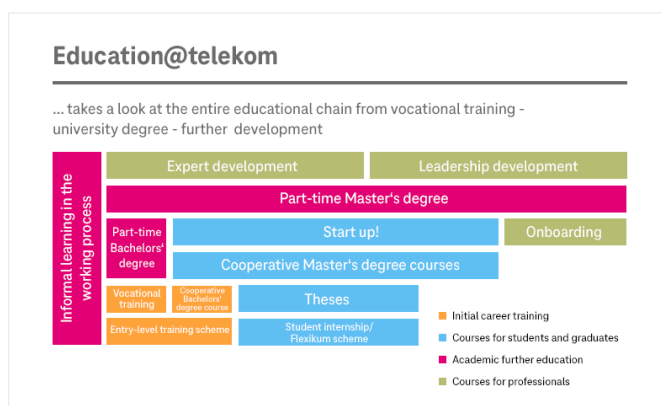 Education@telekom
... takes a look at the entire educational chain from vocational training -
university degree - further development
Informal learning in the
working process
Expert development
Leadership development
Part-time Master's degree
Part-time
Bachelors'
degree
Start up!
Onboarding
Cooperative Master's degree courses
Vocational
training
Cooperative
Bachelors'
degree course
Theses
Entry-level training scheme
Student internship/
Flexikum scheme
Initial career training
Courses for students and graduates
Academic further education
Courses for professionals